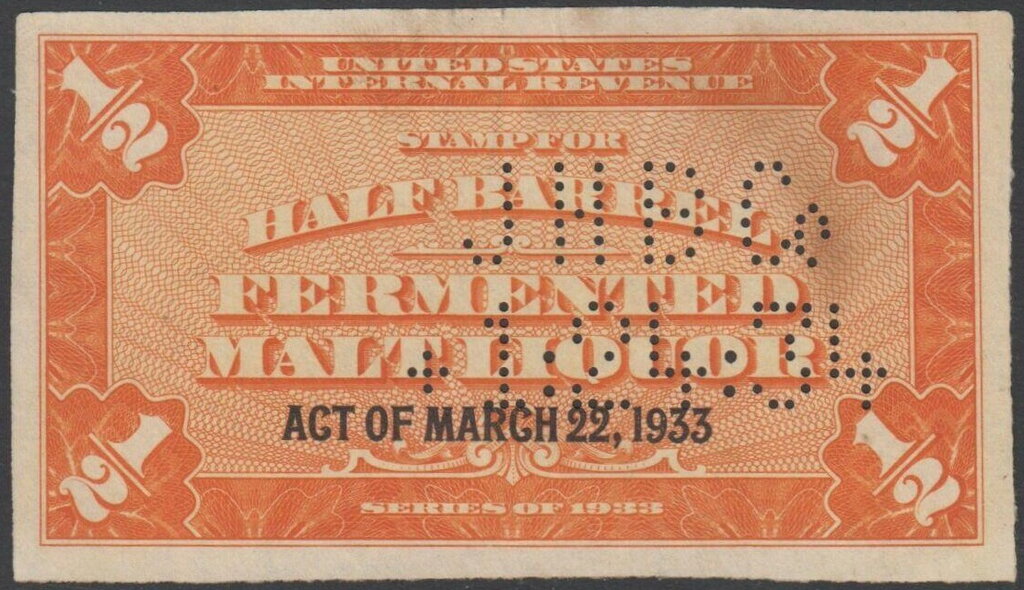 1/2
1/2
UNITED STATES
INTERNAL REVENUE
STAMP FOR
HALF BARREL
FERMENTED
MALT LIQUOR
ACT OF MARCH 22, 1933
SERIES OF 1933
1/2
1/2